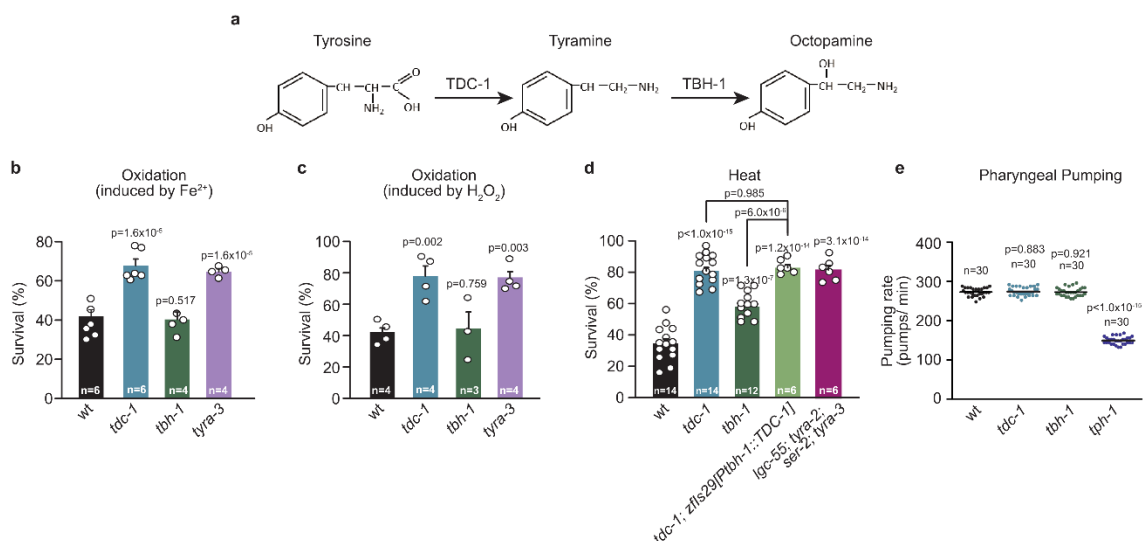 a
Tyrosine
Tyramine
Octopamine
CH
CH
C
O
OH
NH₂
OH
TDC-1
CH
CH₂
NH₂
OH
TBH-1
OH
CH
CH₂
NH₂
OH
b
Oxidation
(induced by Fe²⁺)
Survival (%)
80
60
40
20
0
p=1.6x10⁻⁵
p=0.517
p=1.6x10⁻⁵
n=6
n=6
n=4
n=4
wt
tdc-1
tbh-1
tyra-3
c
Oxidation
(induced by H₂O₂)
Survival (%)
100
80
60
40
20
0
p=0.002
p=0.759
p=0.003
n=4
n=4
n=3
n=4
wt
tdc-1
tbh-1
tyra-3
d
Heat
Survival (%)
100
80
60
40
20
0
p=0.985
p=6.0x10⁻⁸
p<1.0x10⁻¹⁵
p=1.3x10⁻⁷
p=1.2x10⁻¹⁴
p=3.1x10⁻¹⁴
n=14
n=14
n=12
n=6
n=6
wt
tdc-1
tbh-1
tdc-1; zfIs29[Ptbh-1::TDC-1]
lgc-55; tyra-2;
ser-2; tyra-3
e
Pharyngeal Pumping
Pumping rate
(pumps/ min)
400
300
200
100
n=30
p=0.883
n=30
p=0.921
n=30
p<1.0x10⁻¹⁵
n=30
wt
tdc-1
tbh-1
tph-1